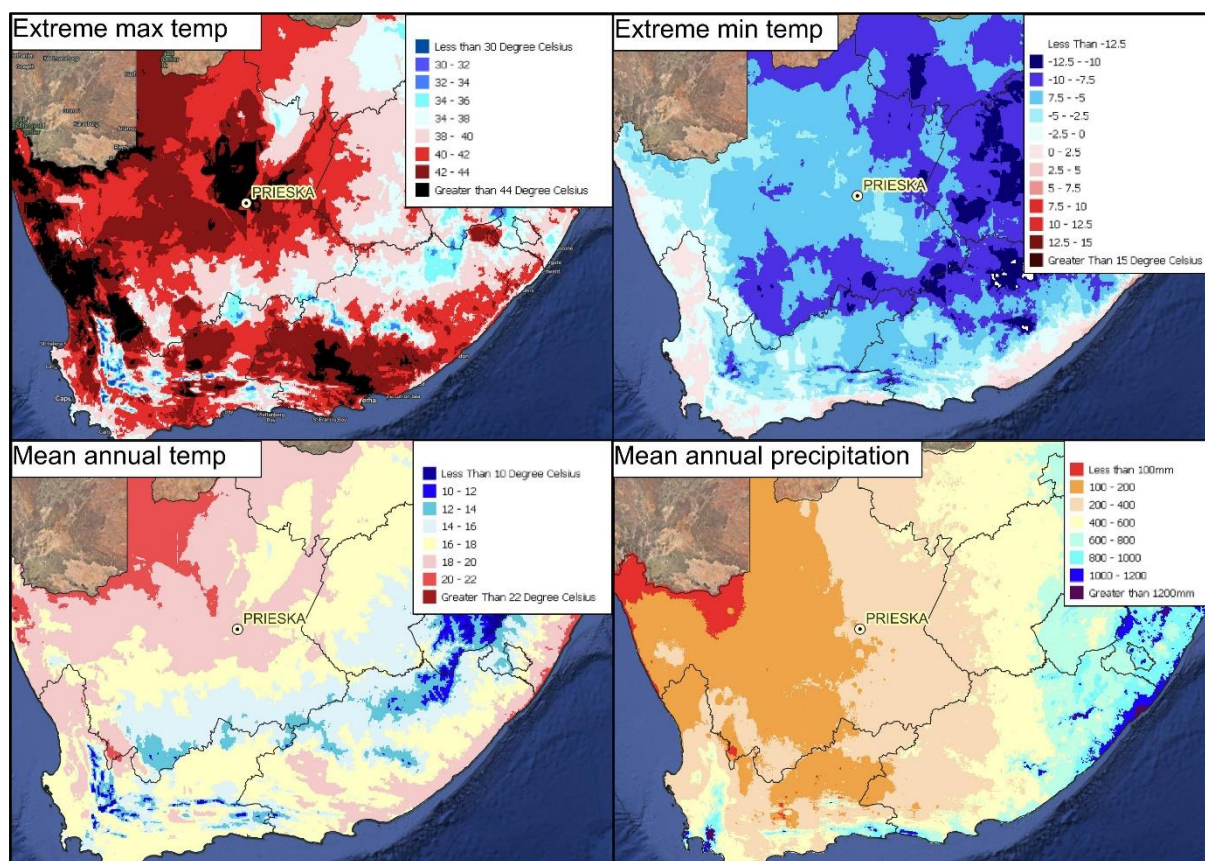 Extreme max temp
Less than 30 Degree Celsius
30 - 32
32 - 34
34 - 36
34 - 38
38 - 40
40 - 42
42 - 44
Greater than 44 Degree Celsius
PRIESKA
Extreme min temp
Less Than -12.5
-12.5 - -10
-10 - -7.5
7.5 - -5
-5 - -2.5
-2.5 - 0
0 - 2.5
2.5 - 5
5 - 7.5
7.5 - 10
10 - 12.5
12.5 - 15
Greater Than 15 Degree Celsius
PRIESKA
Mean annual temp
Less Than 10 Degree Celsius
10 - 12
12 - 14
14 - 16
16 - 18
18 - 20
20 - 22
Greater Than 22 Degree Celsius
PRIESKA
Mean annual precipitation
Less than 100mm
100 - 200
200 - 400
400 - 600
600 - 800
800 - 1000
1000 - 1200
Greater than 1200mm
PRIESKA